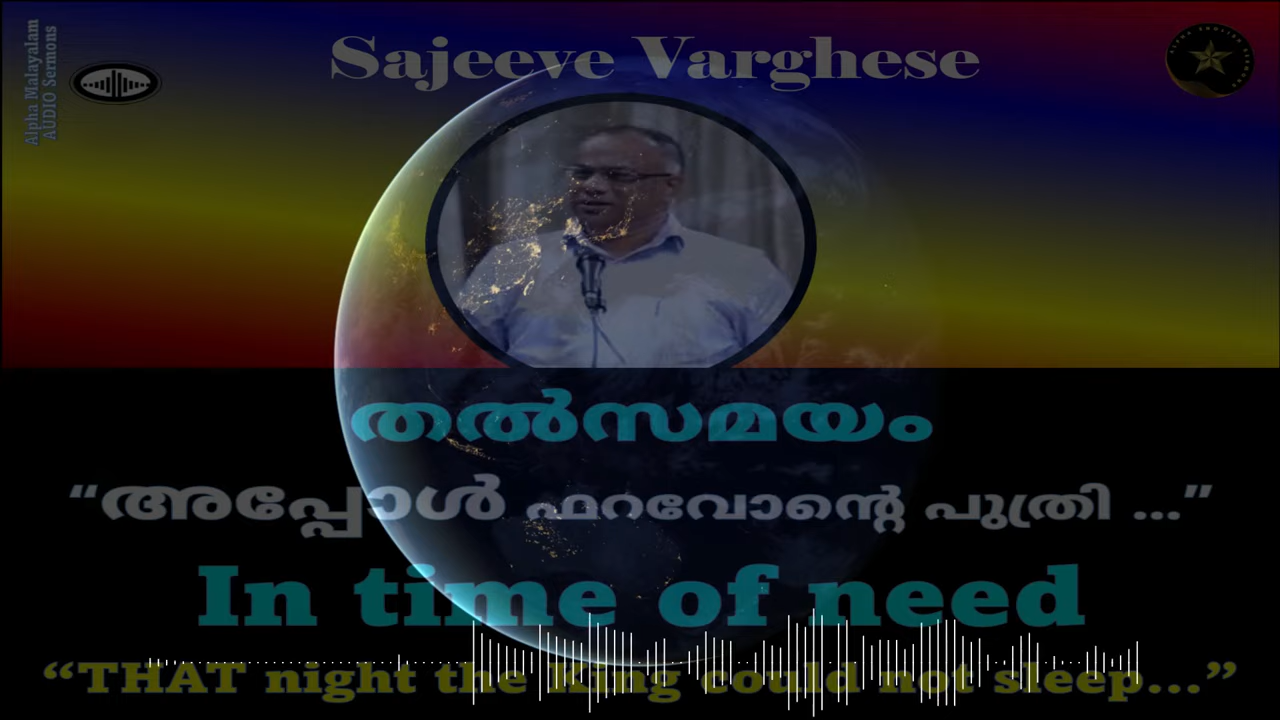 Alpha Malayalam
AUDIO Sermons
Sajeeve Varghese
തൽസമയം
“അപ്പോൾ ഫറവോന്റെ പുത്രി ...”
In time of need
“THAT night the King could not sleep...”